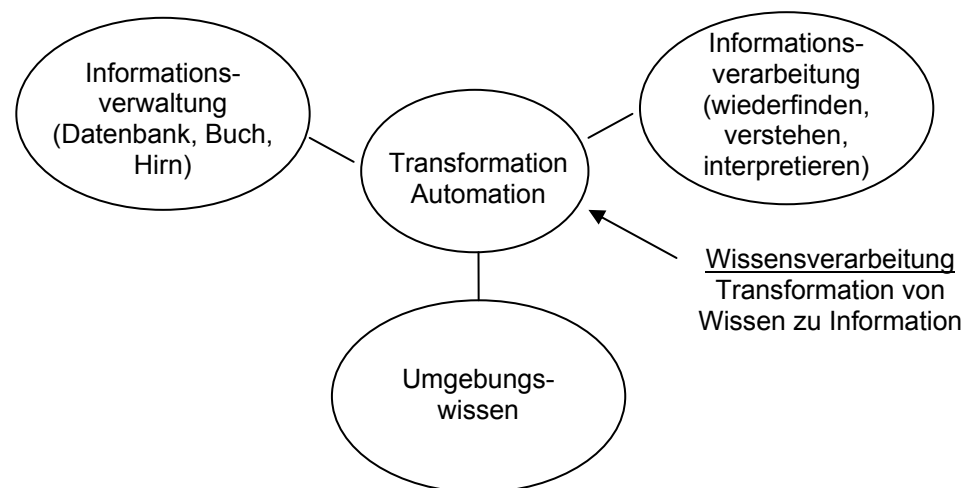 Informations-
verwaltung
(Datenbank, Buch,
Hirn)
Transformation
Automation
Informations-
verarbeitung
(wiederfinden,
verstehen,
interpretieren)
Wissensverarbeitung
Transformation von
Wissen zu Information
Umgebungs-
wissen